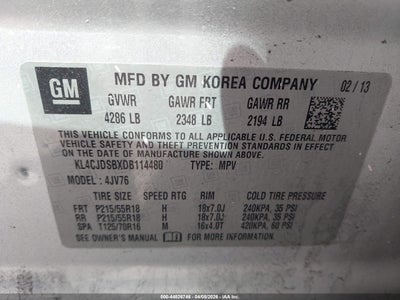 GM
MFD BY GM KOREA COMPANY 02/13
GVWR GAWR FRT GAWR RR
4286 LB 2348 LB 2194 LB
THIS VEHICLE CONFORMS TO ALL APPLICABLE U.S. FEDERAL MOTOR
VEHICLE SAFETY AND THEFT PREVENTION STANDARDS IN EFFECT
ON THE DATE OF MANUFACTURE SHOWN ABOVE.
KL4CJDSBXDB114480 TYPE: MPV
MODEL: 4JV76
TIRE SIZE SPEED RTG RIM COLD TIRE PRESSURE
FRT P215/55R18 H 18x7.0J 240KPA, 35 PSI
RR P215/55R18 H 18x7.0J 240KPA, 35 PSI
SPA T125/70R16 M 16x4.0T 420KPA, 60 PSI
SEE OWNER'S MANUAL FOR ADDITIONAL INFORMATION.